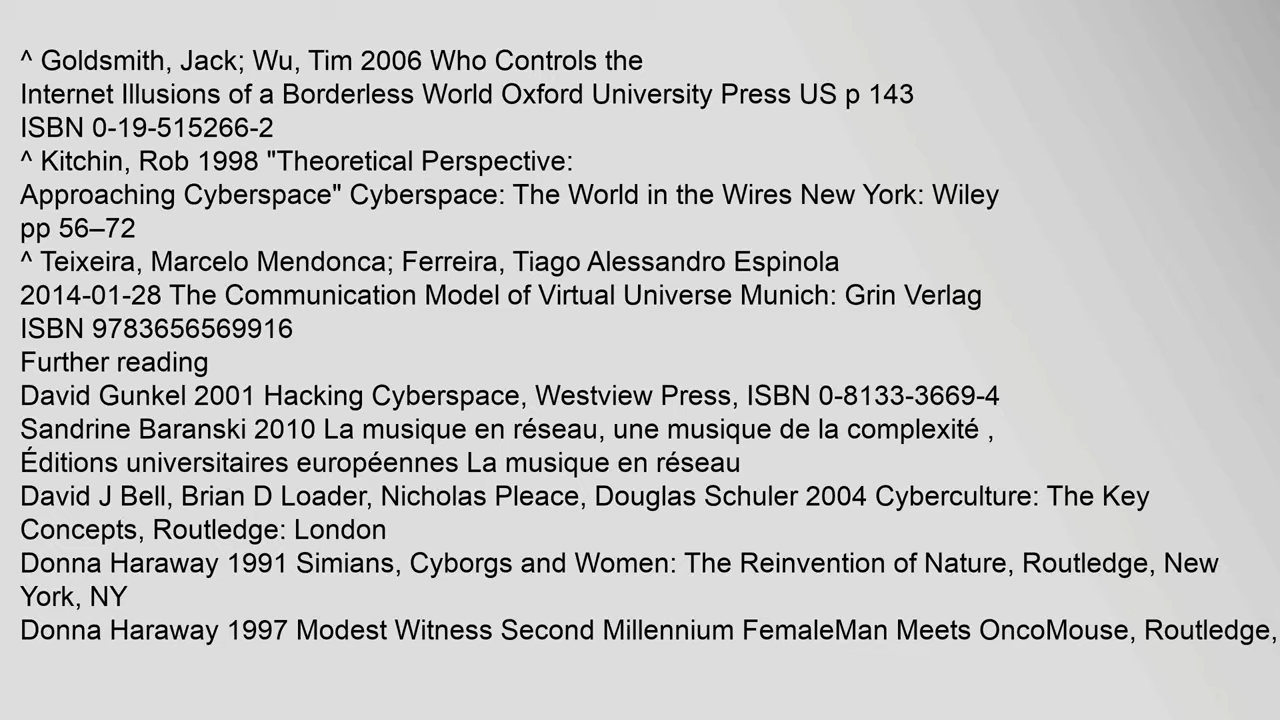 ^ Goldsmith, Jack; Wu, Tim 2006 Who Controls the
Internet Illusions of a Borderless World Oxford University Press US p 143
ISBN 0-19-515266-2
^ Kitchin, Rob 1998 "Theoretical Perspective:
Approaching Cyberspace" Cyberspace: The World in the Wires New York: Wiley
pp 56–72
^ Teixeira, Marcelo Mendonca; Ferreira, Tiago Alessandro Espinola
2014-01-28 The Communication Model of Virtual Universe Munich: Grin Verlag
ISBN 9783656569916
Further reading
David Gunkel 2001 Hacking Cyberspace, Westview Press, ISBN 0-8133-3669-4
Sandrine Baranski 2010 La musique en réseau, une musique de la complexité ,
Éditions universitaires européennes La musique en réseau
David J Bell, Brian D Loader, Nicholas Pleace, Douglas Schuler 2004 Cyberculture: The Key
Concepts, Routledge: London
Donna Haraway 1991 Simians, Cyborgs and Women: The Reinvention of Nature, Routledge, New
York, NY
Donna Haraway 1997 Modest Witness Second Millennium FemaleMan Meets OncoMouse, Routledge,